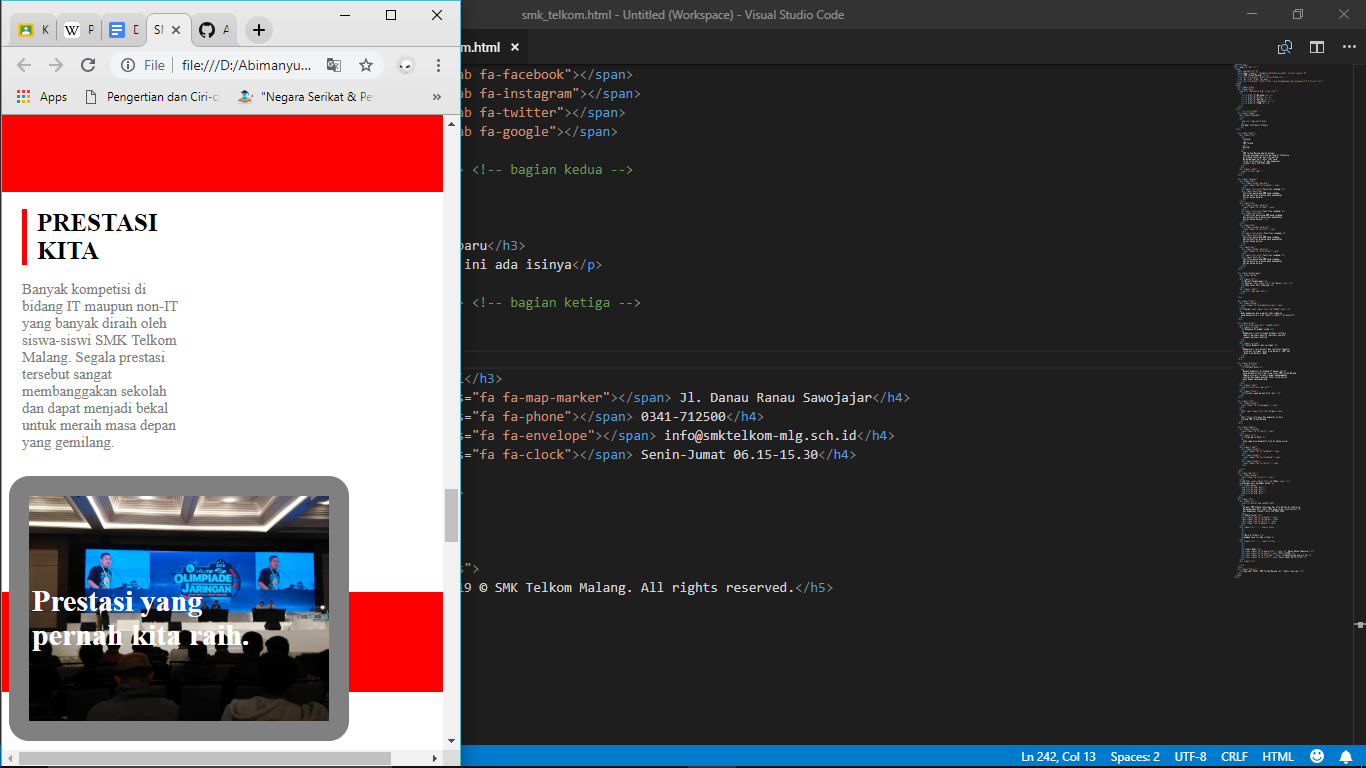 smk_telkom.html - Untitled (Workspace) - Visual Studio Code
K
W
P
D
A
File
file:///D:/Abimanyu...
Apps
Pengertian dan Ciri-c
"Negara Serikat & Pe
»
PRESTASI
KITA
Banyak kompetisi di
bidang IT maupun non-IT
yang banyak diraih oleh
siswa-siswi SMK Telkom
Malang. Segala prestasi
tersebut sangat
membanggakan sekolah
dan dapat menjadi bekal
untuk meraih masa depan
yang gemilang.
OLIMPIADE
JARINGAN
Prestasi yang
pernah kita raih.
m.html
ab fa-facebook"></span>
ab fa-instagram"></span>
ab fa-twitter"></span>
ab fa-google"></span>
<!-- bagian kedua -->
baru</h3>
ini ada isinya</p>
<!-- bagian ketiga -->
</h3>
s="fa fa-map-marker"></span> Jl. Danau Ranau Sawojajar</h4>
s="fa fa-phone"></span> 0341-712500</h4>
s="fa fa-envelope"></span> info@smktelkom-mlg.sch.id</h4>
s="fa fa-clock"></span> Senin-Jumat 06.15-15.30</h4>
>
s">
19 © SMK Telkom Malang. All rights reserved.</h5>
Ln 242, Col 13
Spaces: 2
UTF-8
CRLF
HTML